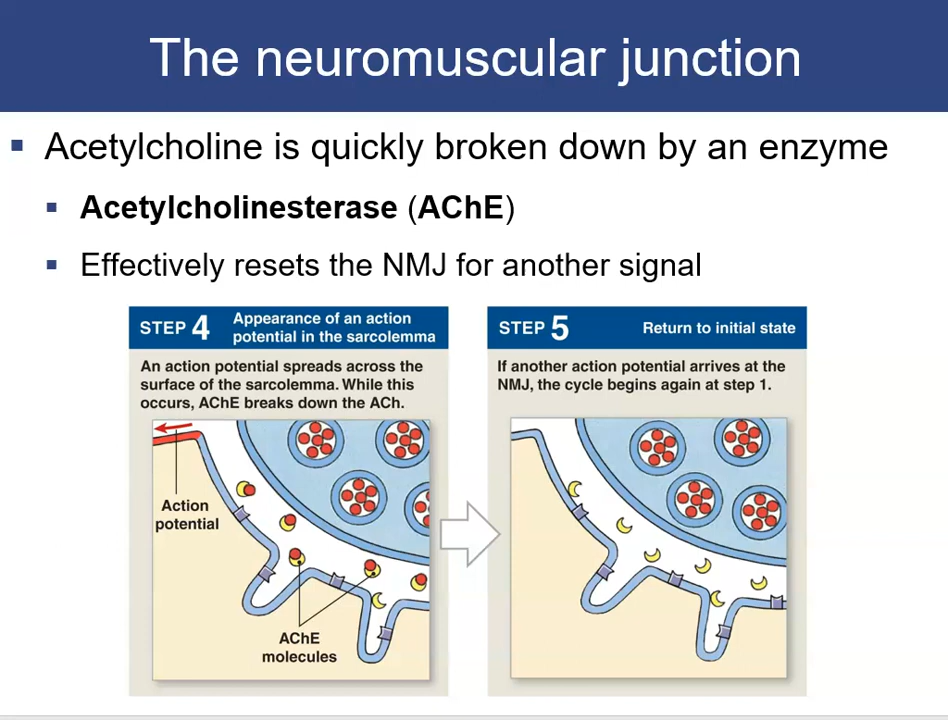 The neuromuscular junction
▪ Acetylcholine is quickly broken down by an enzyme
▪ Acetylcholinesterase (AChE)
▪ Effectively resets the NMJ for another signal
STEP 4
Appearance of an action
potential in the sarcolemma
An action potential spreads across the
surface of the sarcolemma. While this
occurs, AChE breaks down the ACh.
Action
potential
AChE
molecules
STEP 5
Return to initial state
If another action potential arrives at the
NMJ, the cycle begins again at step 1.